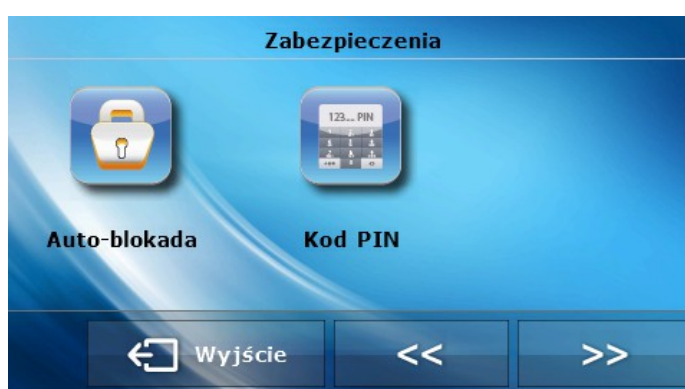 Zabezpieczenia
123... PIN
Auto-blokada
Kod PIN
Wyjście
<<
>>